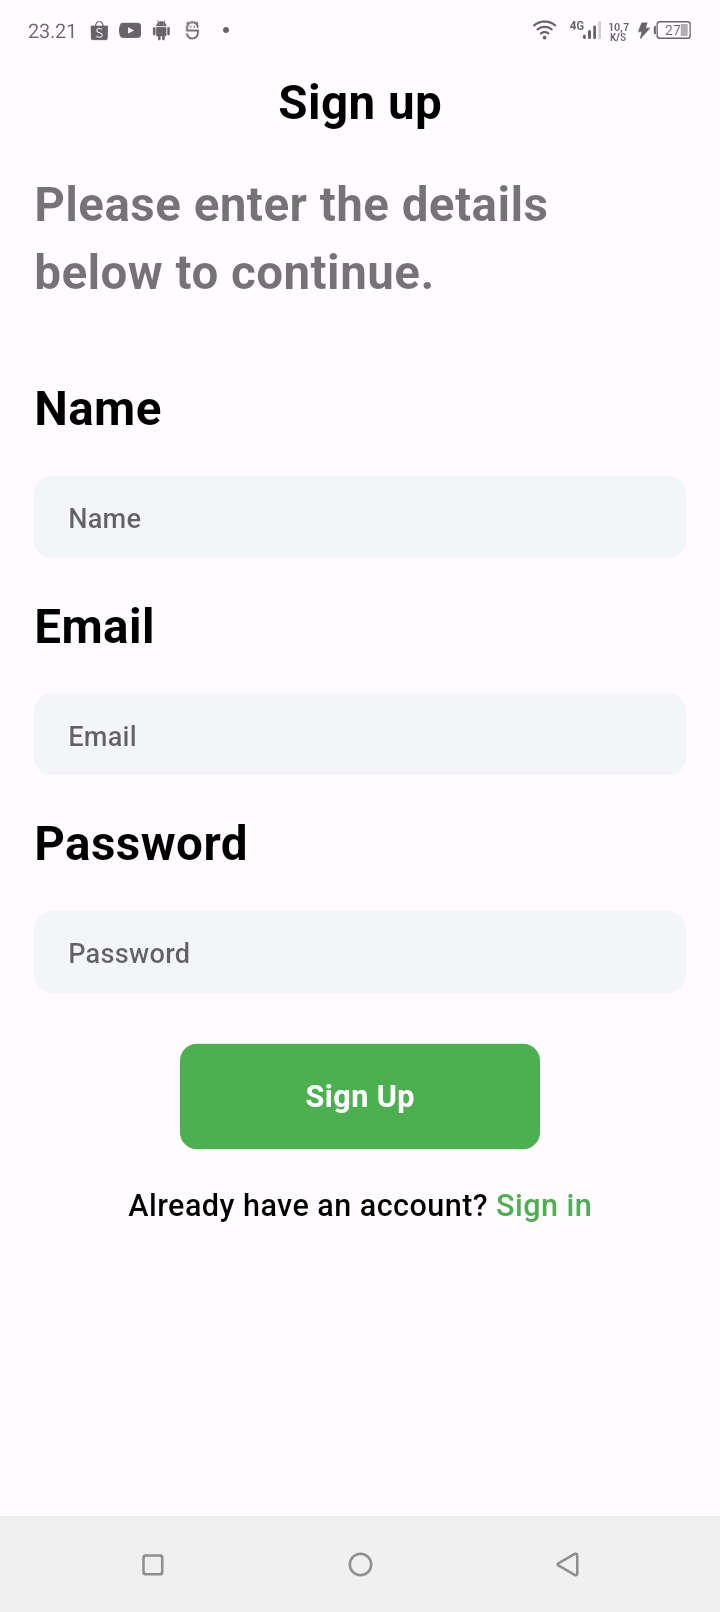 23.21
4G
10,7
K/S
27
Sign up
Please enter the details
below to continue.
Name
Name
Email
Email
Password
Password
Sign Up
Already have an account? Sign in